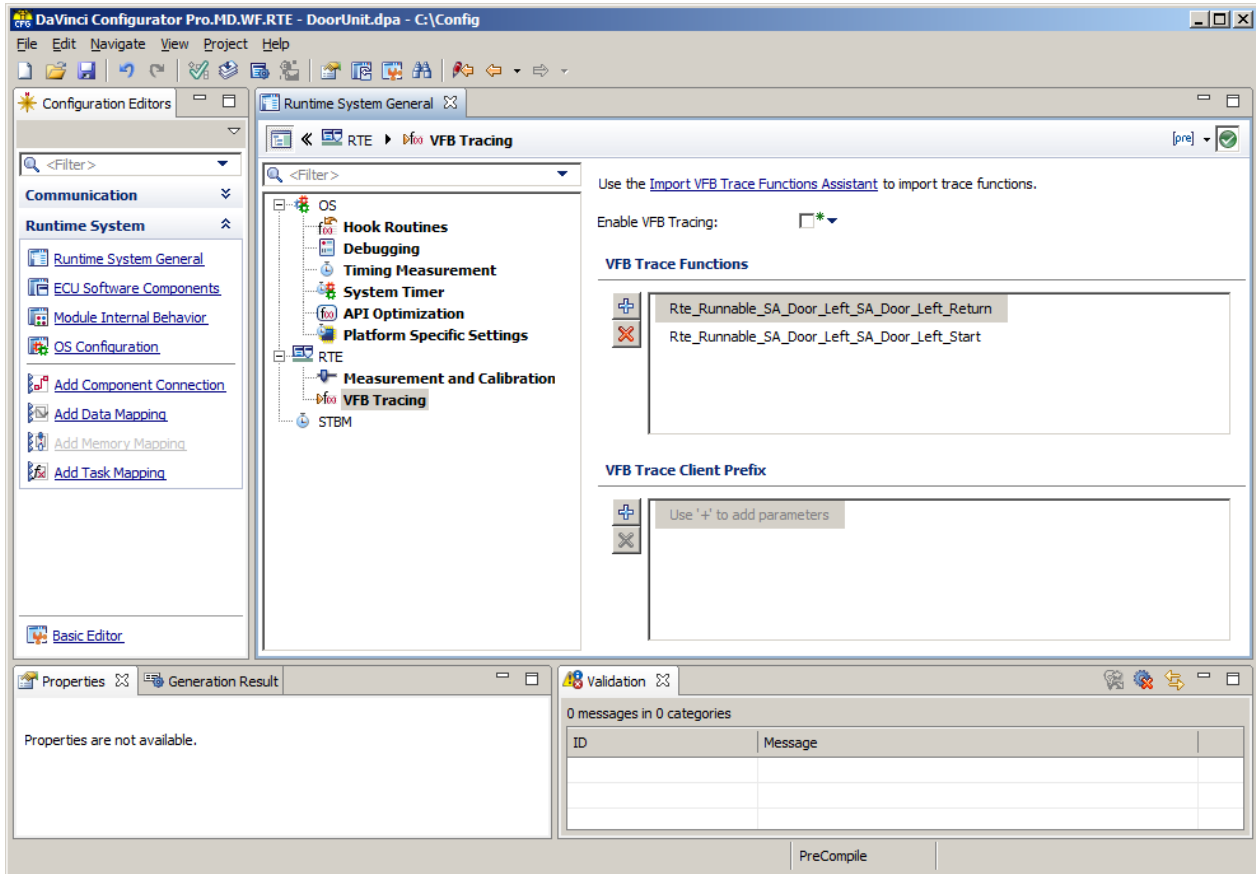 DaVinci Configurator Pro.MD.WF.RTE - DoorUnit.dpa - C:\Config
File Edit Navigate View Project Help
Configuration Editors
<Filter>
Communication
Runtime System
Runtime System General
ECU Software Components
Module Internal Behavior
OS Configuration
Add Component Connection
Add Data Mapping
Add Memory Mapping
Add Task Mapping
Basic Editor
Runtime System General
RTE VFB Tracing
[pre]
<Filter>
OS
Hook Routines
Debugging
Timing Measurement
System Timer
API Optimization
Platform Specific Settings
RTE
Measurement and Calibration
VFB Tracing
STBM
Use the Import VFB Trace Functions Assistant to import trace functions.
Enable VFB Tracing:
VFB Trace Functions
Rte_Runnable_SA_Door_Left_SA_Door_Left_Return
Rte_Runnable_SA_Door_Left_SA_Door_Left_Start
VFB Trace Client Prefix
Use '+' to add parameters
Properties Generation Result
Properties are not available.
Validation
0 messages in 0 categories
ID Message
PreCompile